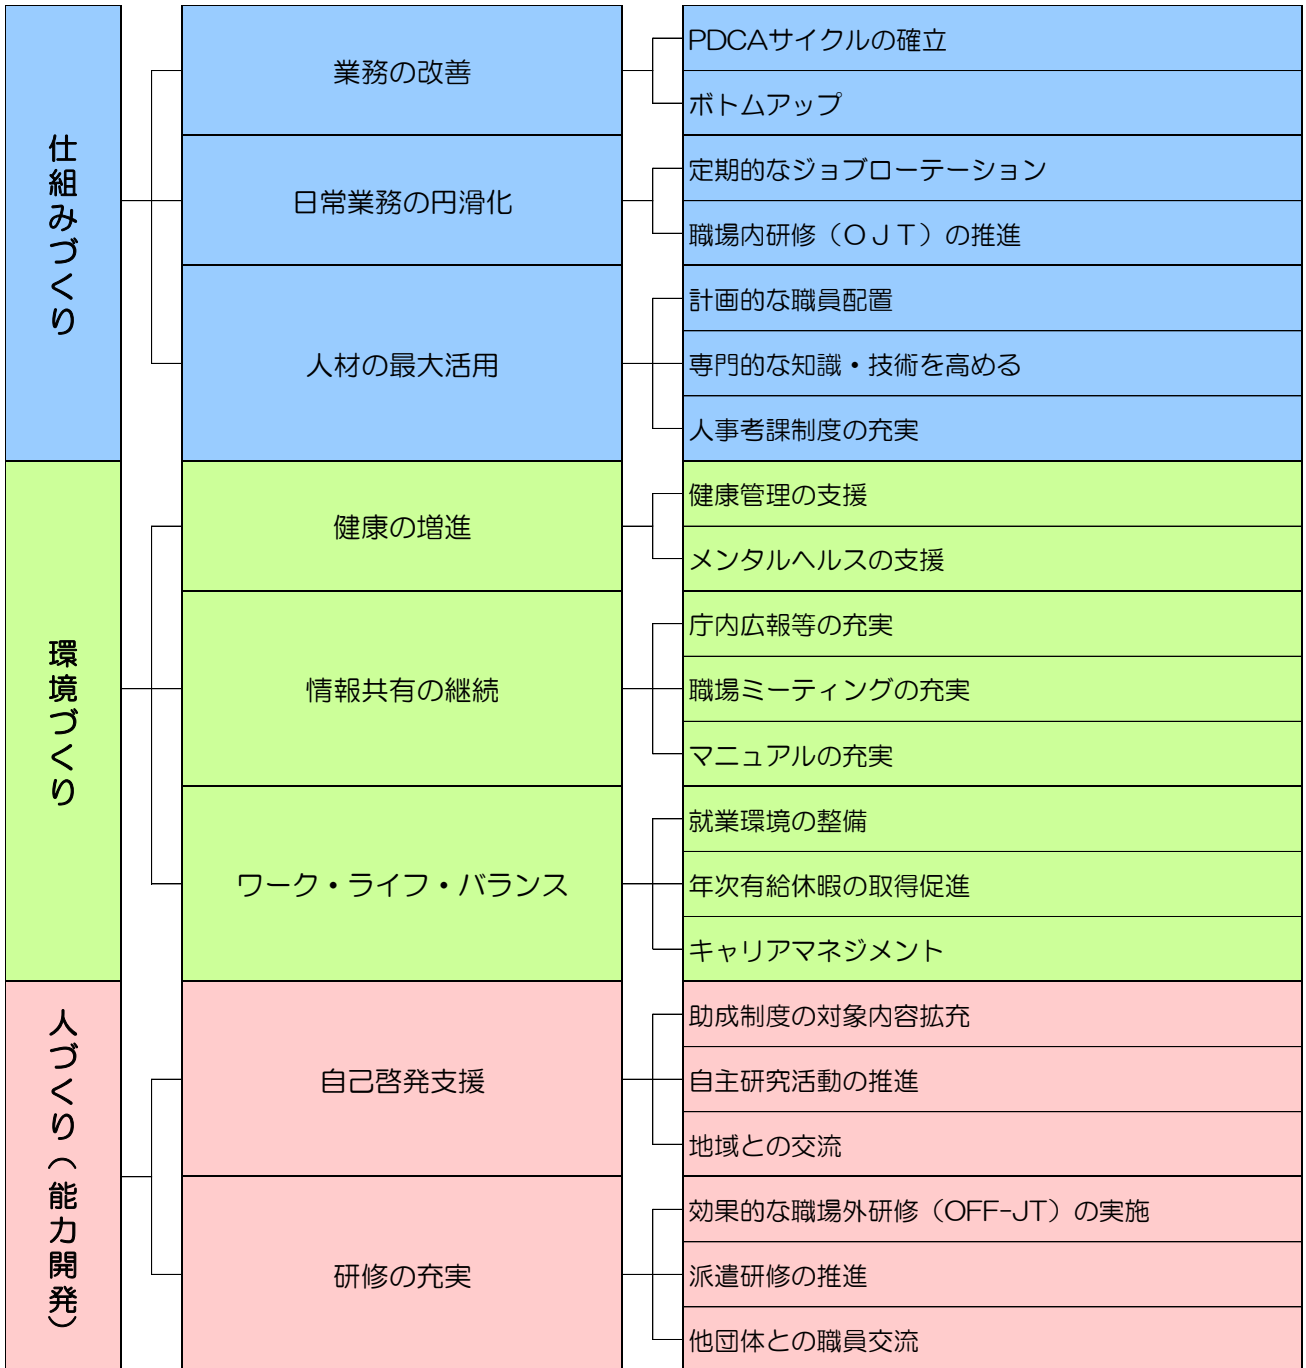 仕組みづくり
業務の改善
PDCAサイクルの確立
ボトムアップ
日常業務の円滑化
定期的なジョブローテーション
職場内研修（ＯＪＴ）の推進
人材の最大活用
計画的な職員配置
専門的な知識・技術を高める
人事考課制度の充実
環境づくり
健康の増進
健康管理の支援
メンタルヘルスの支援
情報共有の継続
庁内広報等の充実
職場ミーティングの充実
マニュアルの充実
ワーク・ライフ・バランス
就業環境の整備
年次有給休暇の取得促進
キャリアマネジメント
人づくり（能力開発）
自己啓発支援
助成制度の対象内容拡充
自主研究活動の推進
地域との交流
研修の充実
効果的な職場外研修（OFF-JT）の実施
派遣研修の推進
他団体との職員交流